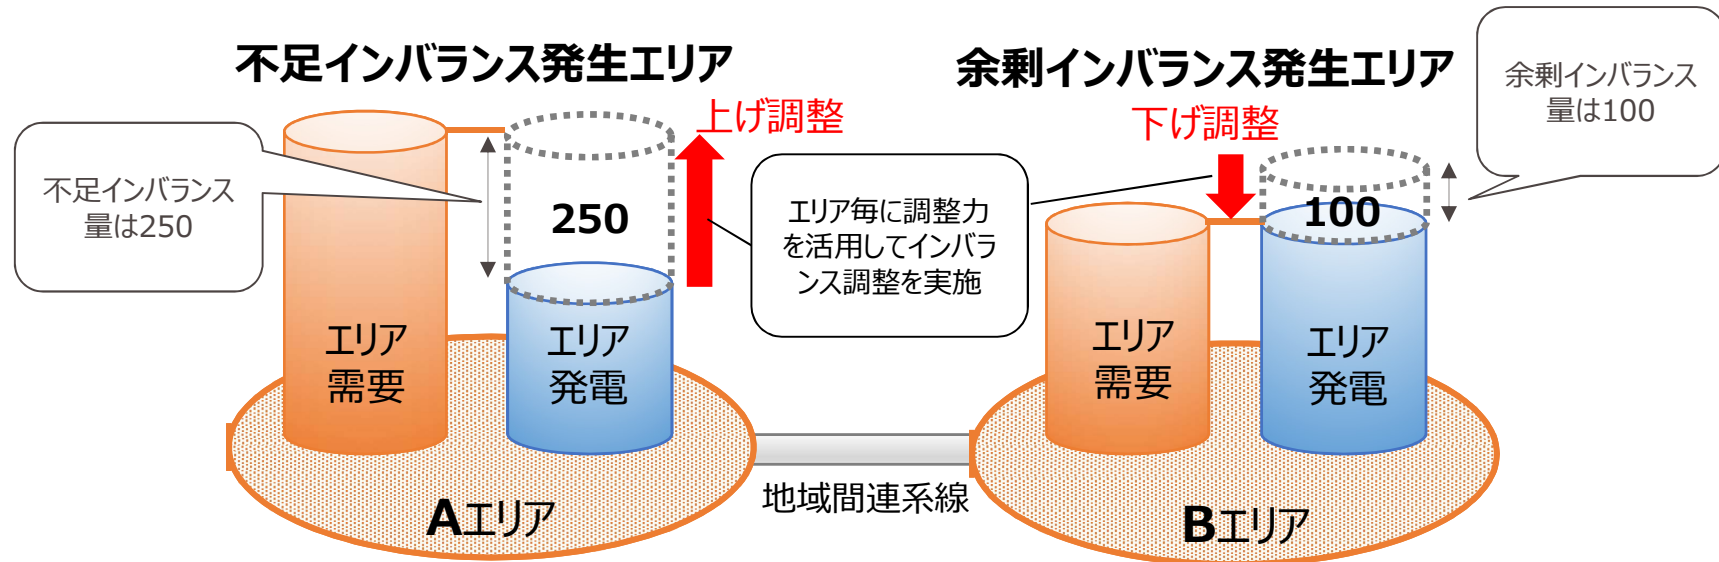 不足インバランス発生エリア
余剰インバランス発生エリア
余剰インバランス
量は100
上げ調整
下げ調整
不足インバランス
量は250
250
エリア毎に調整力
を活用してインバラ
ンス調整を実施
100
エリア
需要
エリア
発電
エリア
需要
エリア
発電
地域間連系線
Aエリア
Bエリア